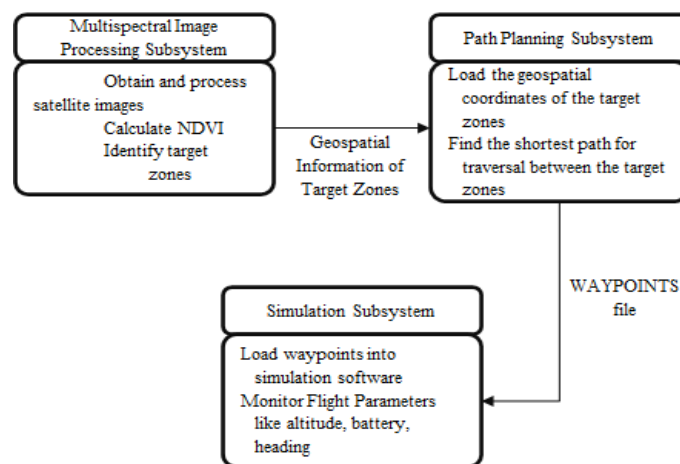 Multispectral Image
Processing Subsystem
Obtain and process
satellite images
Calculate NDVI
Identify target
zones
Geospatial
Information of
Target Zones
Path Planning Subsystem
Load the geospatial
coordinates of the target
zones
Find the shortest path for
traversal between the target
zones
WAYPOINTS
file
Simulation Subsystem
Load waypoints into
simulation software
Monitor Flight Parameters
like altitude, battery,
heading